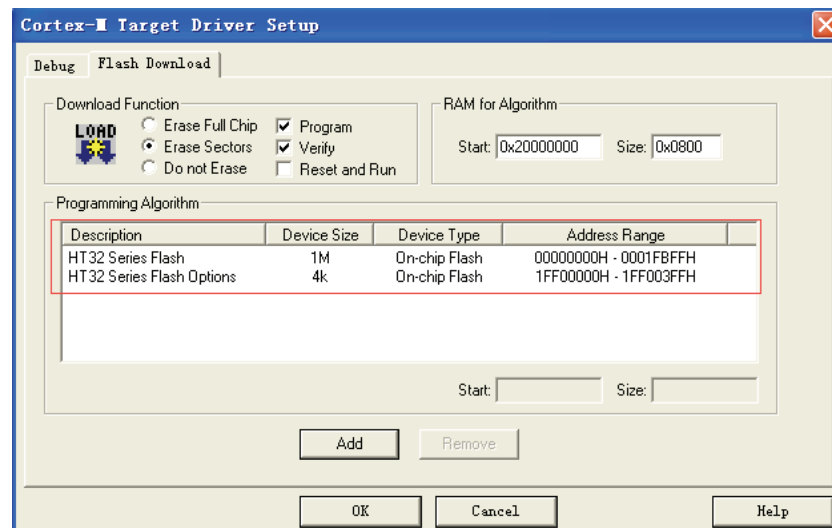 Cortex-M Target Driver Setup
Debug Flash Download
Download Function
LOAD
Erase Full Chip
Erase Sectors
Do not Erase
Program
Verify
Reset and Run
RAM for Algorithm
Start: 0x20000000 Size: 0x0800
Programming Algorithm
Description Device Size Device Type Address Range
HT32 Series Flash 1M On-chip Flash 00000000H - 0001FBFFH
HT32 Series Flash Options 4k On-chip Flash 1FF00000H - 1FF003FFH
Start: Size:
Add Remove
OK Cancel Help